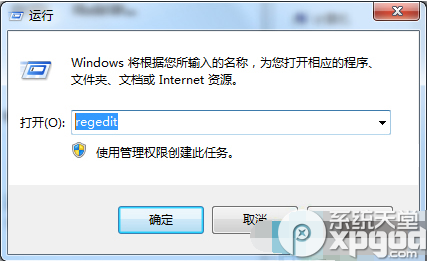 运行
Windows 将根据您所输入的名称，为您打开相应的程序、
文件夹、文档或 Internet 资源。
打开(O): regedit
使用管理权限创建此任务。
确定 取消
系统天堂
xpgod.com